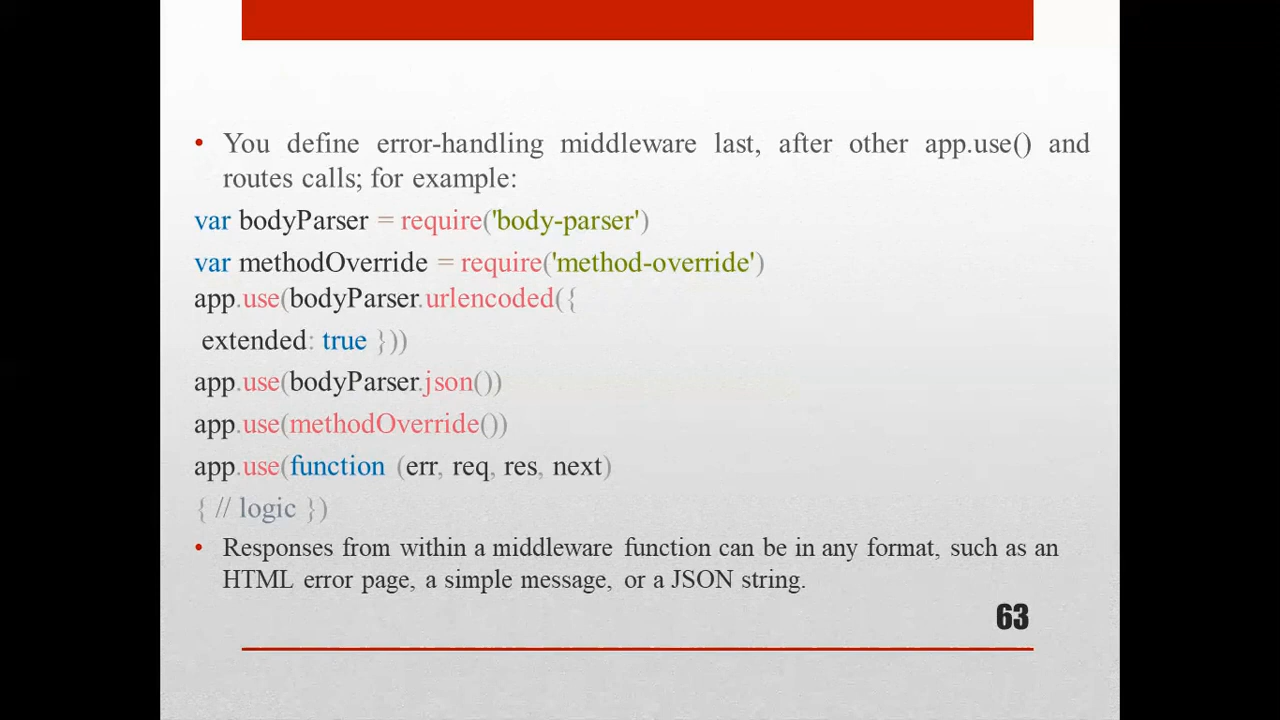 • You define error-handling middleware last, after other app.use() and
routes calls; for example:
var bodyParser = require('body-parser')
var methodOverride = require('method-override')
app.use(bodyParser.urlencoded({
extended: true }))
app.use(bodyParser.json())
app.use(methodOverride())
app.use(function (err, req, res, next)
{ // logic })
• Responses from within a middleware function can be in any format, such as an
HTML error page, a simple message, or a JSON string.
63